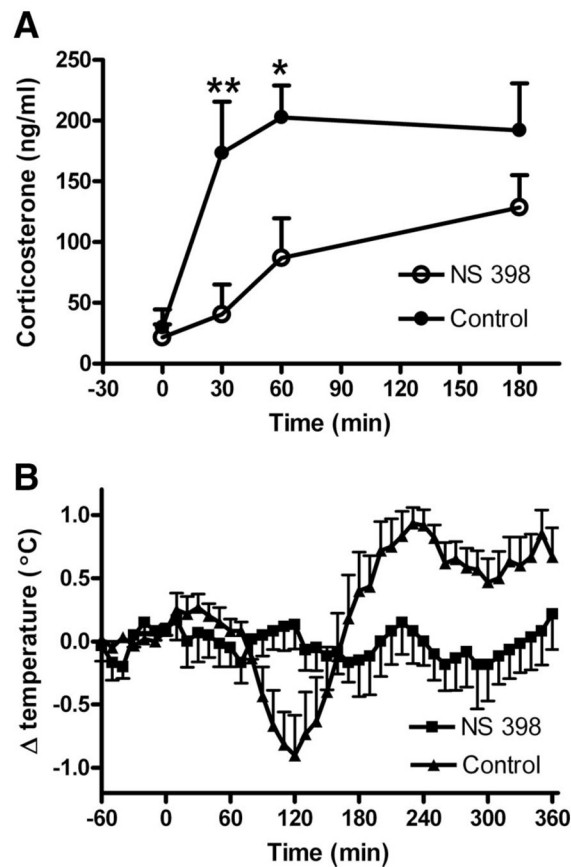 A
Corticosterone (ng/ml)
250
200
150
100
50
0
** *
NS 398
Control
-30 0 30 60 90 120 150 180
Time (min)
B
Δ temperature (°C)
1.0
0.5
0.0
-0.5
-1.0
NS 398
Control
-60 0 60 120 180 240 300 360
Time (min)